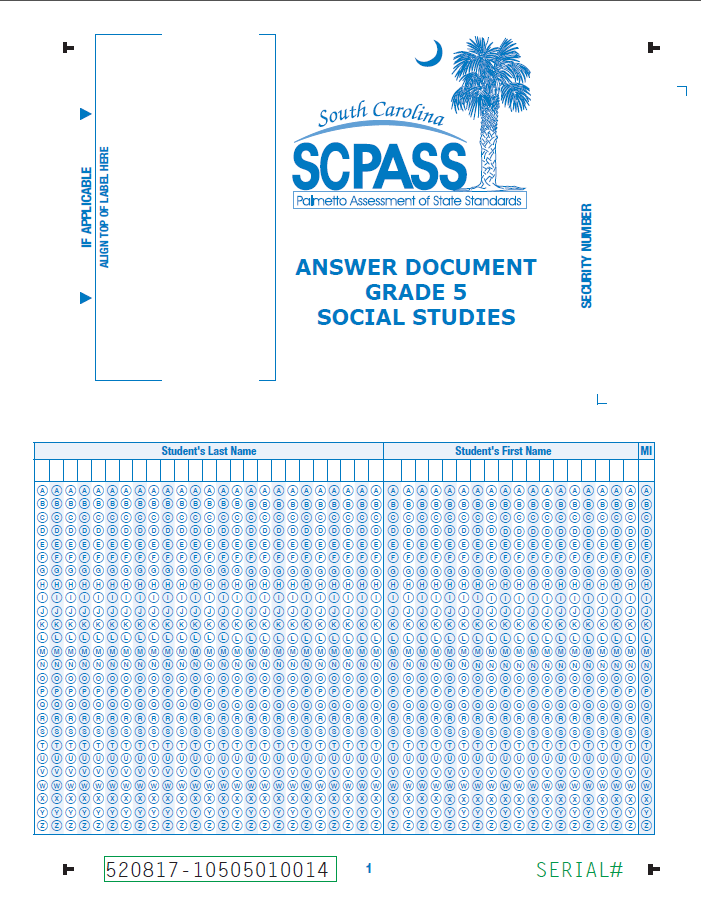 IF APPLICABLE
ALIGN TOP OF LABEL HERE
South Carolina
SCPASS
Palmetto Assessment of State Standards
ANSWER DOCUMENT
GRADE 5
SOCIAL STUDIES
SECURITY NUMBER
Student's Last Name Student's First Name MI
A A A A A A A A A A A A A A A A A A A A A A A A A A A A A A A A A A A A A A A A A A A A
B B B B B B B B B B B B B B B B B B B B B B B B B B B B B B B B B B B B B B B B B B B B
C C C C C C C C C C C C C C C C C C C C C C C C C C C C C C C C C C C C C C C C C C C C
D D D D D D D D D D D D D D D D D D D D D D D D D D D D D D D D D D D D D D D D D D D D
E E E E E E E E E E E E E E E E E E E E E E E E E E E E E E E E E E E E E E E E E E E E
F F F F F F F F F F F F F F F F F F F F F F F F F F F F F F F F F F F F F F F F F F F F
G G G G G G G G G G G G G G G G G G G G G G G G G G G G G G G G G G G G G G G G G G G G
H H H H H H H H H H H H H H H H H H H H H H H H H H H H H H H H H H H H H H H H H H H H
I I I I I I I I I I I I I I I I I I I I I I I I I I I I I I I I I I I I I I I I I I I I
J J J J J J J J J J J J J J J J J J J J J J J J J J J J J J J J J J J J J J J J J J J J
K K K K K K K K K K K K K K K K K K K K K K K K K K K K K K K K K K K K K K K K K K K K
L L L L L L L L L L L L L L L L L L L L L L L L L L L L L L L L L L L L L L L L L L L L
M M M M M M M M M M M M M M M M M M M M M M M M M M M M M M M M M M M M M M M M M M M M
N N N N N N N N N N N N N N N N N N N N N N N N N N N N N N N N N N N N N N N N N N N N
O O O O O O O O O O O O O O O O O O O O O O O O O O O O O O O O O O O O O O O O O O O O
P P P P P P P P P P P P P P P P P P P P P P P P P P P P P P P P P P P P P P P P P P P P
Q Q Q Q Q Q Q Q Q Q Q Q Q Q Q Q Q Q Q Q Q Q Q Q Q Q Q Q Q Q Q Q Q Q Q Q Q Q Q Q Q Q Q Q
R R R R R R R R R R R R R R R R R R R R R R R R R R R R R R R R R R R R R R R R R R R R
S S S S S S S S S S S S S S S S S S S S S S S S S S S S S S S S S S S S S S S S S S S S
T T T T T T T T T T T T T T T T T T T T T T T T T T T T T T T T T T T T T T T T T T T T
U U U U U U U U U U U U U U U U U U U U U U U U U U U U U U U U U U U U U U U U U U U U
V V V V V V V V V V V V V V V V V V V V V V V V V V V V V V V V V V V V V V V V V V V V
W W W W W W W W W W W W W W W W W W W W W W W W W W W W W W W W W W W W W W W W W W W W
X X X X X X X X X X X X X X X X X X X X X X X X X X X X X X X X X X X X X X X X X X X X
Y Y Y Y Y Y Y Y Y Y Y Y Y Y Y Y Y Y Y Y Y Y Y Y Y Y Y Y Y Y Y Y Y Y Y Y Y Y Y Y Y Y Y Y
Z Z Z Z Z Z Z Z Z Z Z Z Z Z Z Z Z Z Z Z Z Z Z Z Z Z Z Z Z Z Z Z Z Z Z Z Z Z Z Z Z Z Z Z
520817-10505010014 1 SERIAL#